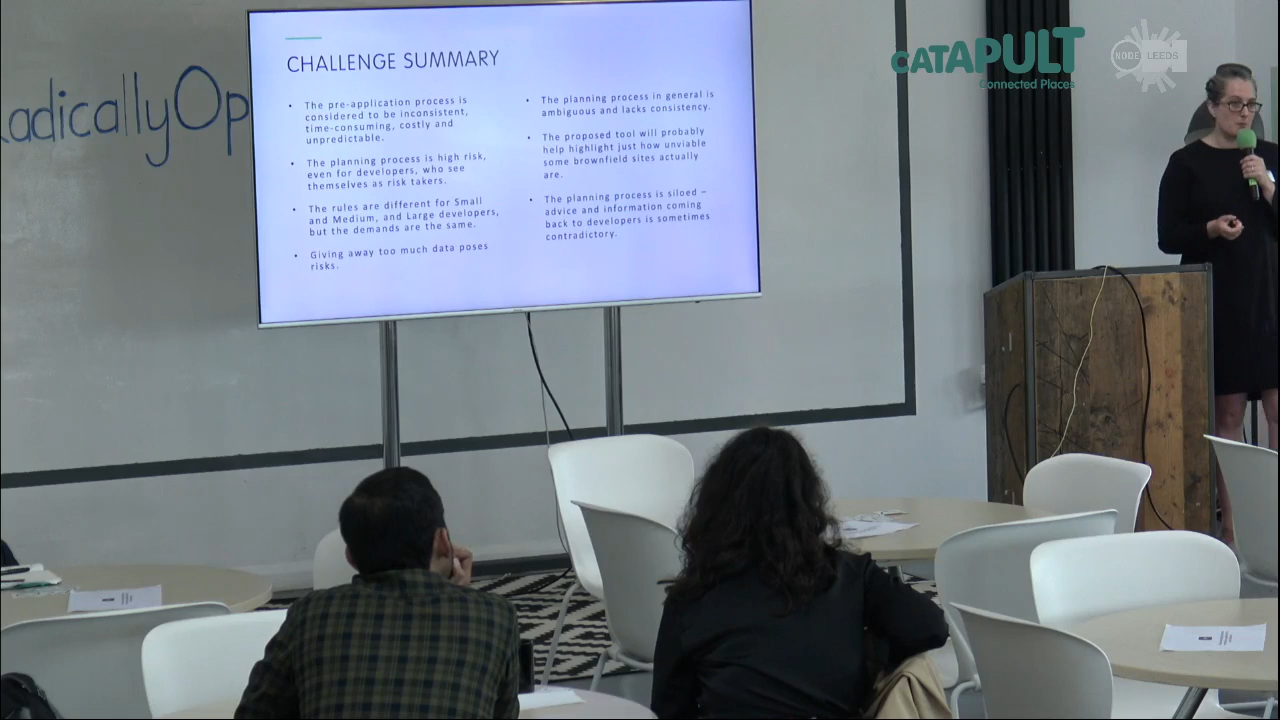 CATAPULT
Connected Places
NODE LEEDS
CHALLENGE SUMMARY
• The pre-application process is
considered to be inconsistent,
time-consuming, costly and
unpredictable.
• The planning process is high risk,
even for developers, who see
themselves as risk takers.
• The rules are different for Small
and Medium, and Large developers,
but the demands are the same.
• Giving away too much data poses
risks.
• The planning process in general is
ambiguous and lacks consistency.
• The proposed tool will probably
help highlight just how unviable
some brownfield sites actually
are.
• The planning process is siloed –
advice and information coming
back to developers is sometimes
contradictory.
adicallyOp